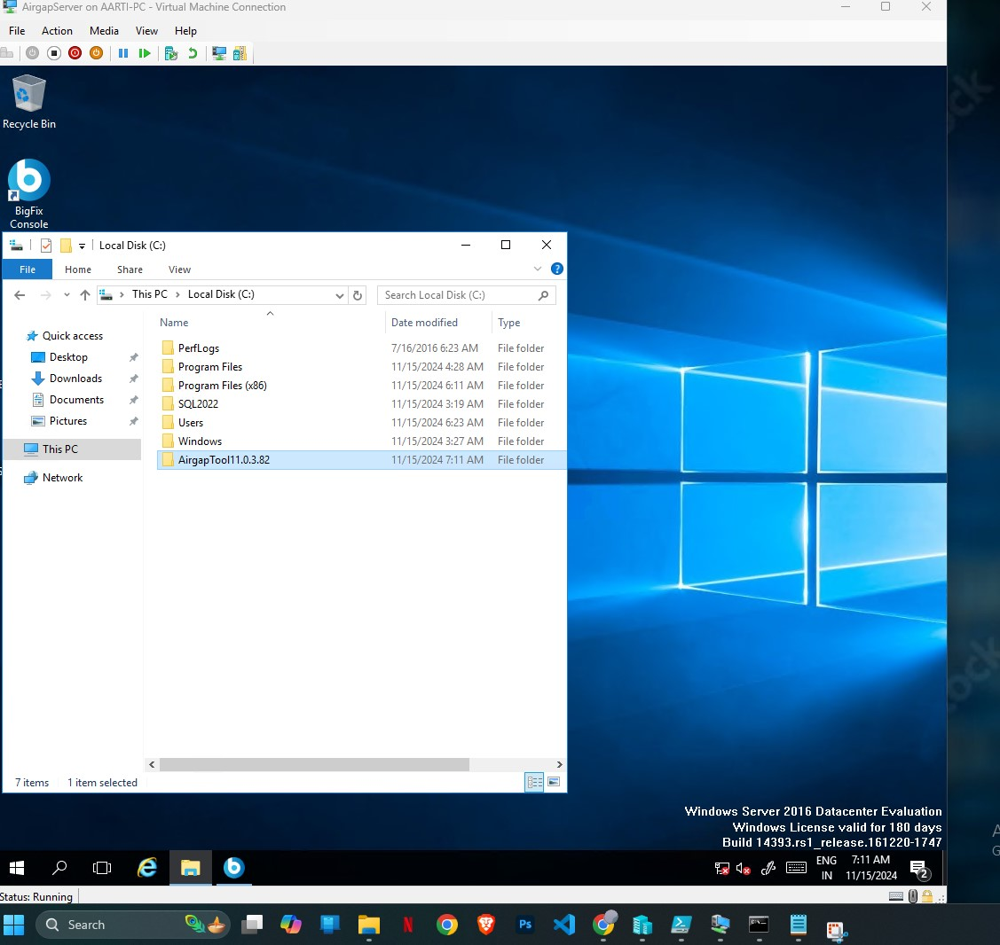 AirgapServer on AARTI-PC - Virtual Machine Connection
File Action Media View Help
Recycle Bin
b
BigFix
Console
Local Disk (C:)
File Home Share View
?
This PC Local Disk (C:)
Search Local Disk (C:)
Name Date modified Type
Quick access
Desktop
Downloads
Documents
Pictures
This PC
Network
PerfLogs 7/16/2016 6:23 AM File folder
Program Files 11/15/2024 4:28 AM File folder
Program Files (x86) 11/15/2024 6:11 AM File folder
SQL2022 11/15/2024 3:19 AM File folder
Users 11/15/2024 6:23 AM File folder
Windows 11/15/2024 3:27 AM File folder
AirgapTool11.0.3.82 11/15/2024 7:11 AM File folder
7 items 1 item selected
Windows Server 2016 Datacenter Evaluation
Windows License valid for 180 days
Build 14393.rs1_release.161220-1747
b
ENG 7:11 AM
IN 11/15/2024
2
Status: Running
Search
N
Ps